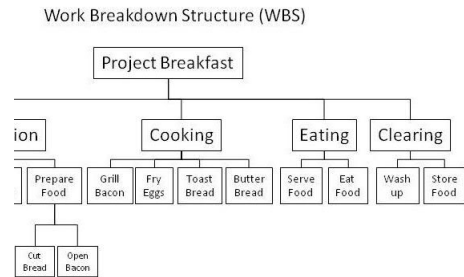 Work Breakdown Structure (WBS)
Project Breakfast
ion
Cooking
Eating
Clearing
Prepare
Food
Grill
Bacon
Fry
Eggs
Toast
Bread
Butter
Bread
Serve
Food
Eat
Food
Wash
up
Store
Food
Cut
Bread
Open
Bacon